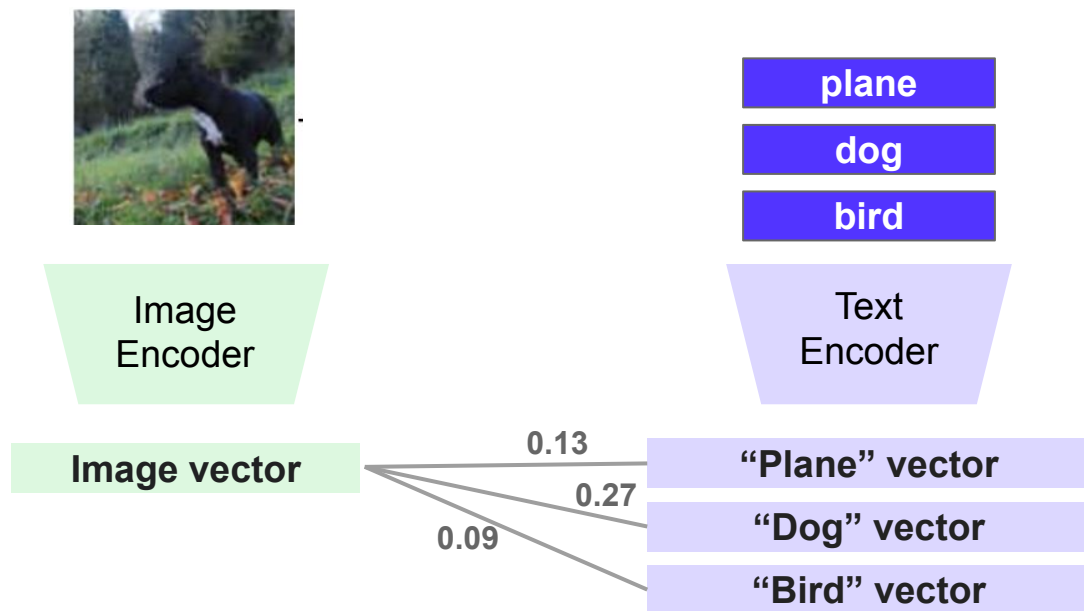 plane
dog
bird
Image
Encoder
Text
Encoder
Image vector
0.13
0.27
0.09
“Plane” vector
“Dog” vector
“Bird” vector